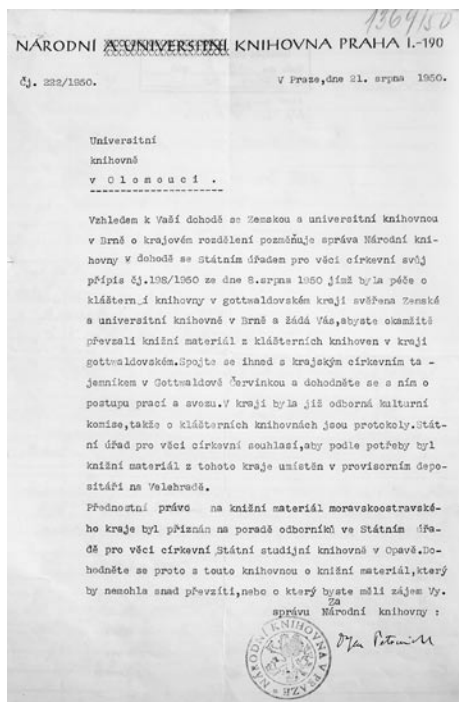 1369/50
NÁRODNÍ A UNIVERSITNÍ KNIHOVNA PRAHA I.-190
čj. 222/1950.
V Praze,dne 21. srpna 1950.
Universitní
knihovně
v Olomouci .
Vzhledem k Vaší dohodě se Zemskou a universitní knihovnou
v Brně o krajovém rozdělení pozměňuje správa Národní kni-
hovny v dohodě se Státním úřadem pro věci církevní svůj
přípis čj.198/1950 ze dne 8.srpna 1950 jímž byla péče o
klášterní knihovny v gottwaldovském kraji svěřena Zemské
a universitní knihovně v Brně a žádá Vás,abyste okamžitě
převzali knižní materiál z klášterních knihoven v kraji
gottwaldovském.Spojte se ihned s krajským církevním ta -
jemníkem v Gottwaldově Červinkou a dohodněte se s ním o
postupu prací a svozu.V kraji byla již odborná kulturní
komise,takže o klášterních knihovnách jsou protokoly.Stát-
ní úřad pro věci církevní souhlasí,aby podle potřeby byl
knižní materiál z tohoto kraje umístěn v provisorním depo-
sitáři na Velehradě.
Přednostní právo na knižní materiál moravskoostravské-
ho kraje byl přiznán na poradě odborníků ve Státním úřa-
dě pro věci církevní Státní studijní knihovně v Opavě.Do-
hodněte se proto s touto knihovnou o knižní materiál,který
by nemohla snad převzíti,nebo o který byste měli zájem Vy.
Za
správu Národní knihovny :
NÁRODNÍ KNIHOVNA V PRAZE